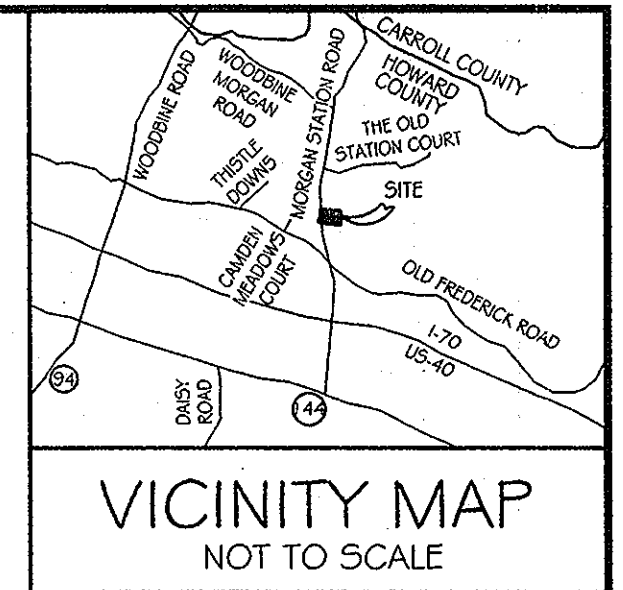 CARROLL COUNTY
HOWARD
COUNTY
WOODBINE
MORGAN
ROAD
WOODBINE ROAD
MORGAN STATION ROAD
THE OLD
STATION COURT
THISTLE
DOWNS
SITE
CAMDEN
MEADOWS
COURT
OLD FREDERICK ROAD
I-70
US-40
94
DAISY
ROAD
144
VICINITY MAP
NOT TO SCALE